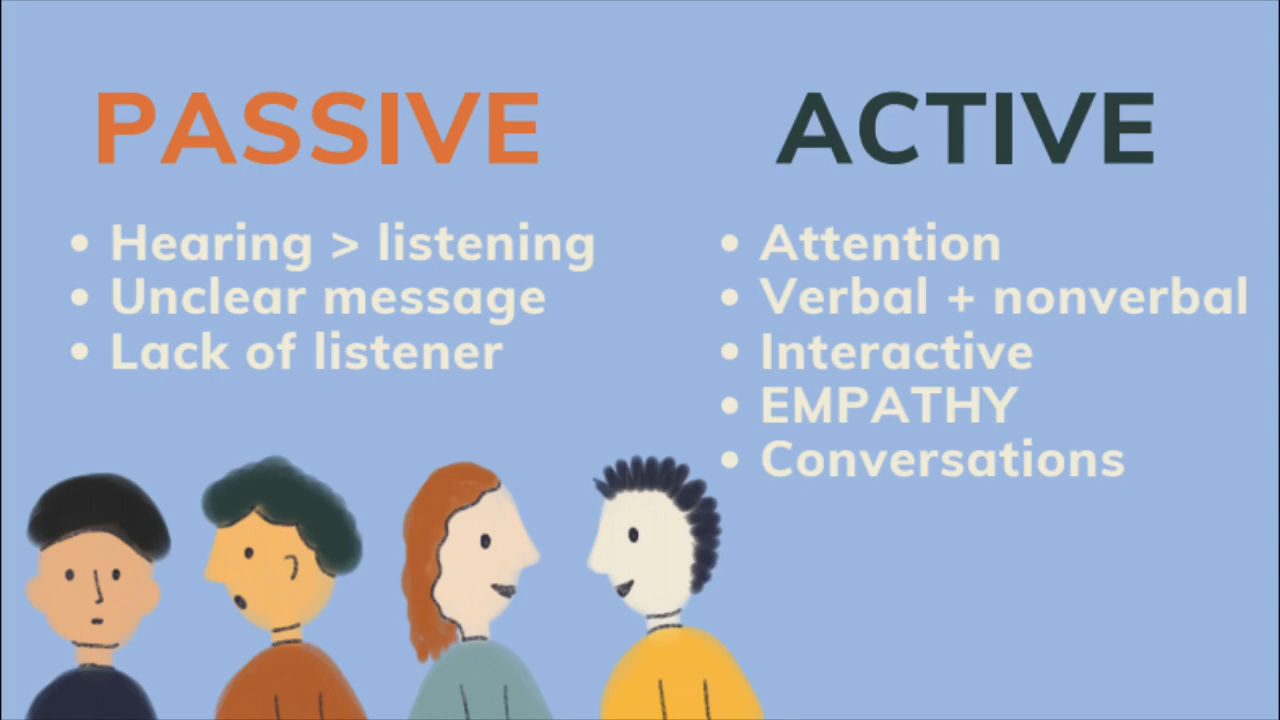 PASSIVE
• Hearing > listening
• Unclear message
• Lack of listener
ACTIVE
• Attention
• Verbal + nonverbal
• Interactive
• EMPATHY
• Conversations